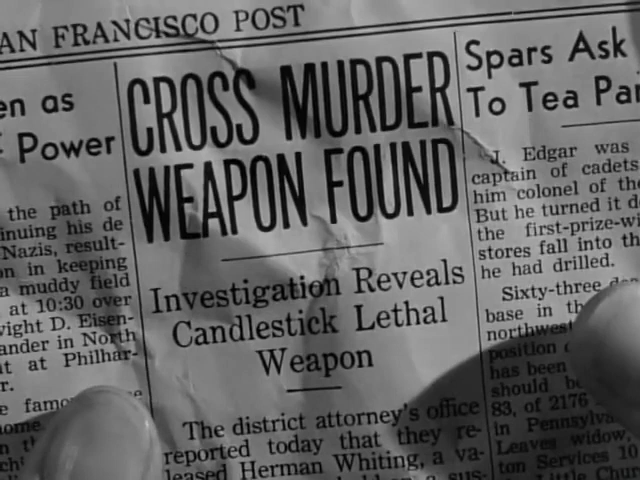 AN FRANCISCO POST
en as
Power
the path of
inuing his de
Nazis, result-
on in keeping
a muddy field
at 10:30 over
wight D. Eisen-
ander in North
at Philhar-
r.
e famo
ome
CROSS MURDER
WEAPON FOUND
Investigation Reveals
Candlestick Lethal
Weapon
The district attorney's office
reported today that they re-
leased Herman Whiting, a va-
Spars Ask
To Tea Par
J. Edgar was
captain of cadets
him colonel of the
But he turned it d
the first-prize-wi
stores fall into th
he had drilled.
Sixty-three
base in th
northwest
position
has been
should b
83, of 2176
in Pennsylva
Leaves widow,
ton Services 10